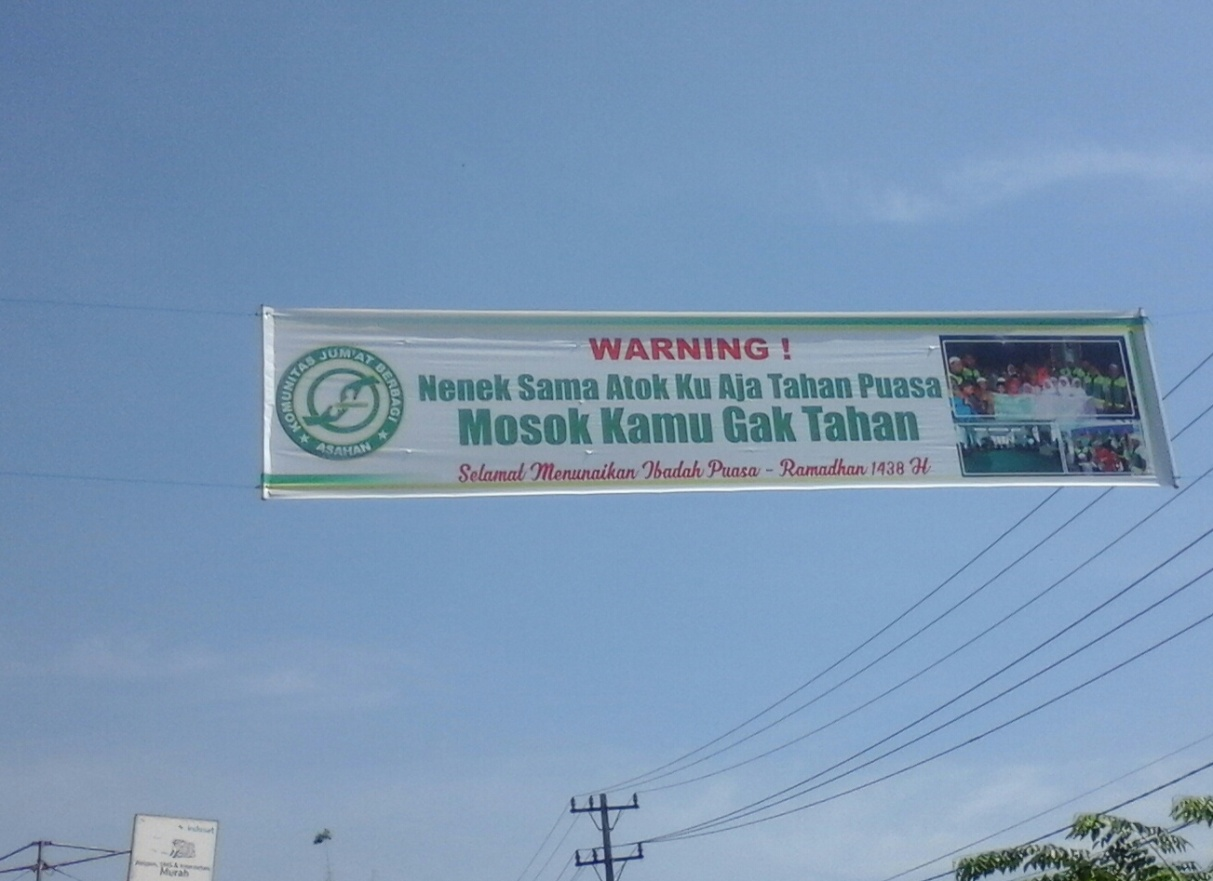 KOMUNITAS JUM'AT BERBAGI
ASAHAN
WARNING !
Nenek Sama Atok Ku Aja Tahan Puasa
Mosok Kamu Gak Tahan
Selamat Menunaikan Ibadah Puasa - Ramadhan 1438 H
indosat
Murah